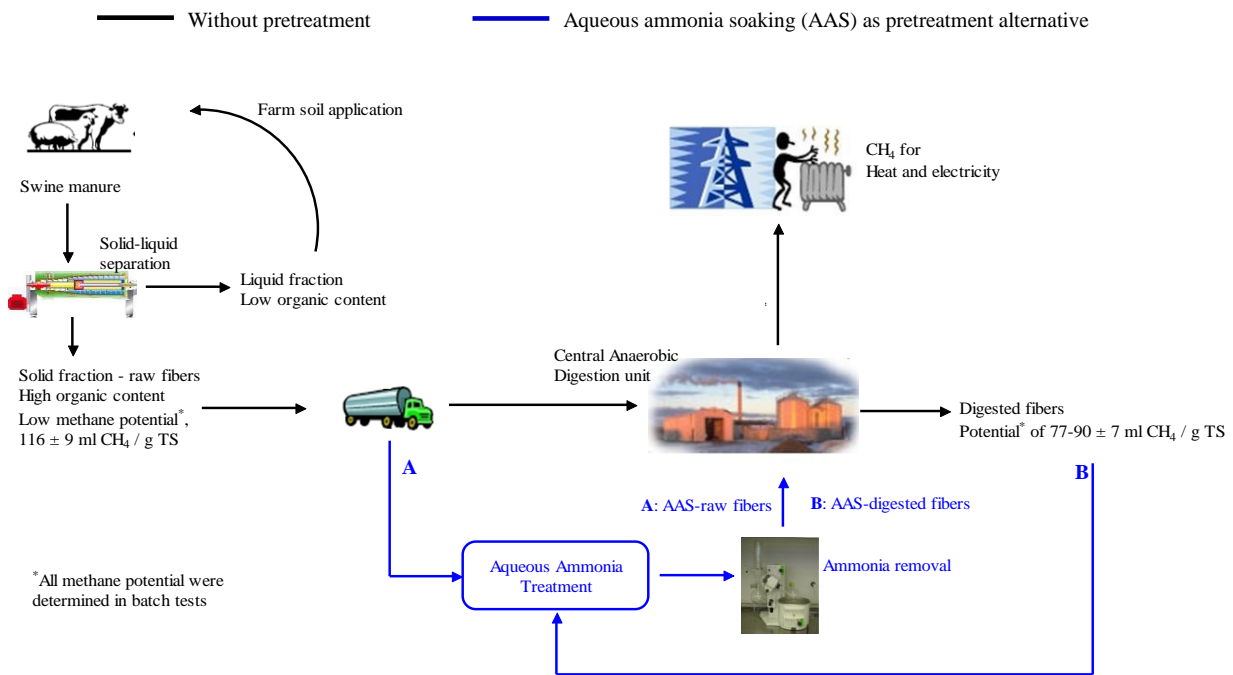 Without pretreatment
Aqueous ammonia soaking (AAS) as pretreatment alternative
Farm soil application
Swine manure
Solid-liquid
separation
Liquid fraction
Low organic content
CH₄ for
Heat and electricity
Solid fraction - raw fibers
High organic content
Low methane potential*,
116 ± 9 ml CH₄ / g TS
Central Anaerobic
Digestion unit
Digested fibers
Potential* of 77-90 ± 7 ml CH₄ / g TS
A
B
A: AAS-raw fibers
B: AAS-digested fibers
Aqueous Ammonia
Treatment
Ammonia removal
*All methane potential were
determined in batch tests